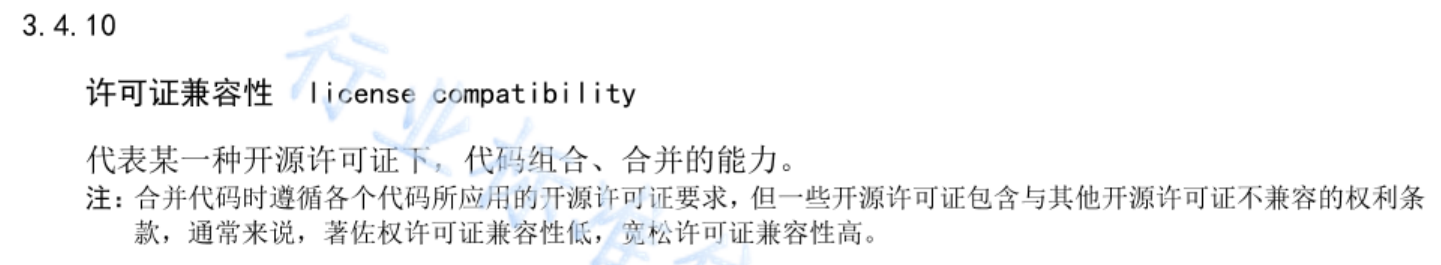 3.4.10
许可证兼容性 license compatibility
代表某一种开源许可证下，代码组合、合并的能力。
注：合并代码时遵循各个代码所应用的开源许可证要求，但一些开源许可证包含与其他开源许可证不兼容的权利条
款，通常来说，著佐权许可证兼容性低，宽松许可证兼容性高。
行业标准